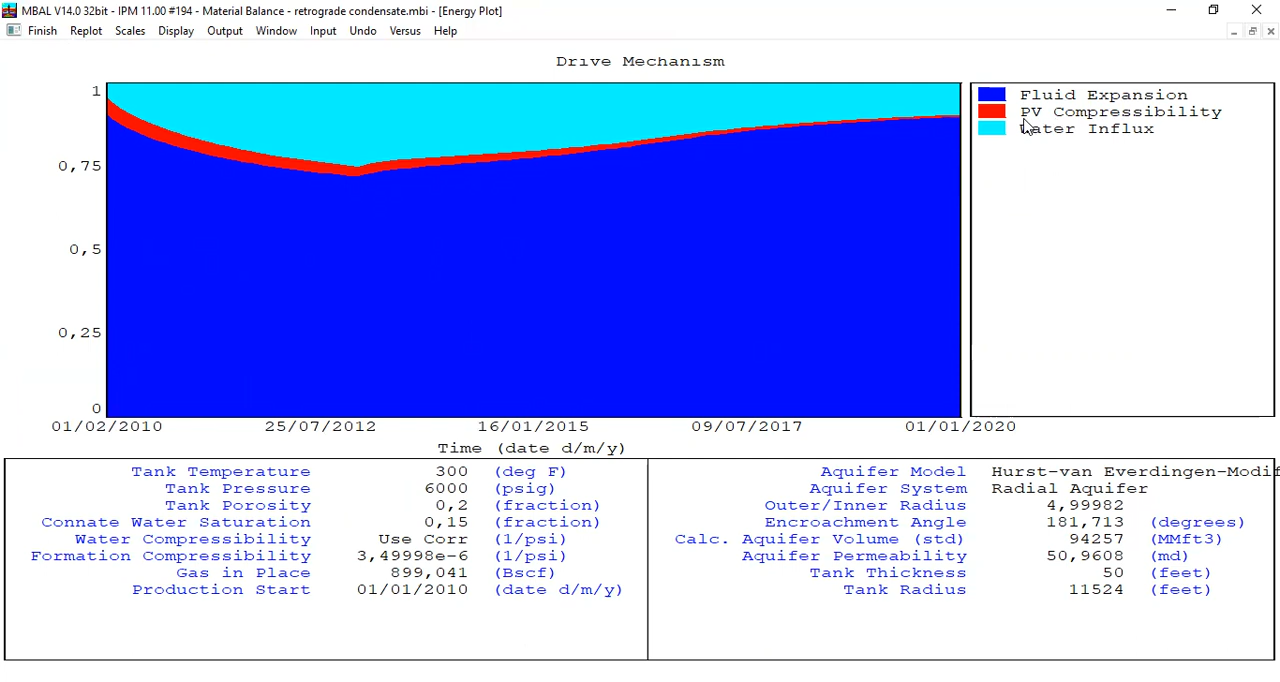 MBAL V14.0 32bit - IPM 11.00 #194 - Material Balance - retrograde condensate.mbi - [Energy Plot]
Finish Replot Scales Display Output Window Input Undo Versus Help
Drive Mechanism
1
0,75
0,5
0,25
0
01/02/2010 25/07/2012 16/01/2015 09/07/2017 01/01/2020
Time (date d/m/y)
Fluid Expansion
PV Compressibility
Water Influx
Tank Temperature 300 (deg F)
Tank Pressure 6000 (psig)
Tank Porosity 0,2 (fraction)
Connate Water Saturation 0,15 (fraction)
Water Compressibility Use Corr (1/psi)
Formation Compressibility 3,49998e-6 (1/psi)
Gas in Place 899,041 (Bscf)
Production Start 01/01/2010 (date d/m/y)
Aquifer Model Hurst-van Everdingen-Modif
Aquifer System Radial Aquifer
Outer/Inner Radius 4,99982
Encroachment Angle 181,713 (degrees)
Calc. Aquifer Volume (std) 94257 (MMft3)
Aquifer Permeability 50,9608 (md)
Tank Thickness 50 (feet)
Tank Radius 11524 (feet)